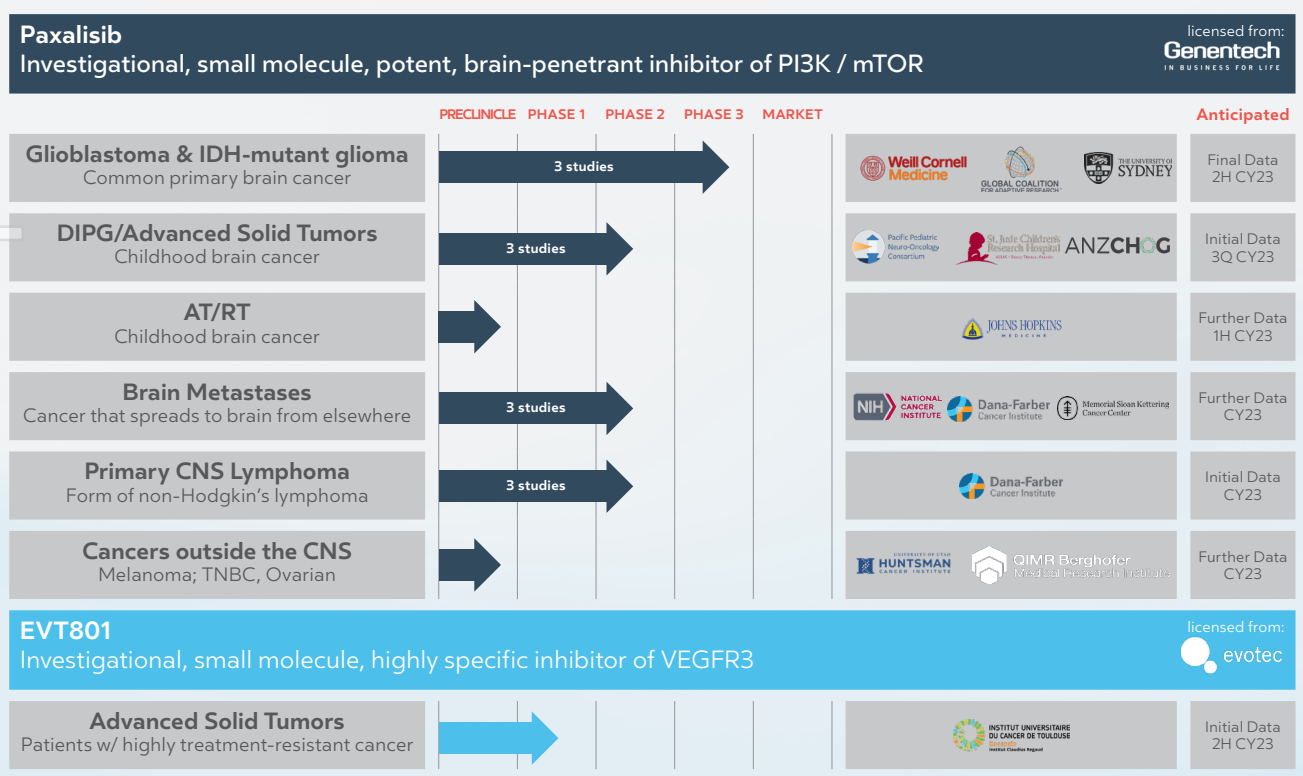 Paxalisib
Investigational, small molecule, potent, brain-penetrant inhibitor of PI3K / mTOR
licensed from:
Genentech
IN BUSINESS FOR LIFE
PRECLINICLE PHASE 1 PHASE 2 PHASE 3 MARKET
Anticipated
Glioblastoma & IDH-mutant glioma
Common primary brain cancer
3 studies
Weill Cornell
Medicine
GLOBAL COALITION
FOR ADAPTIVE RESEARCH
THE UNIVERSITY OF
SYDNEY
Final Data
2H CY23
DIPG/Advanced Solid Tumors
Childhood brain cancer
3 studies
Pacific Pediatric
Neuro-Oncology
Consortium
St. Jude Children's
Research Hospital
ANZCHOG
Initial Data
3Q CY23
AT/RT
Childhood brain cancer
JOHNS HOPKINS
MEDICINE
Further Data
1H CY23
Brain Metastases
Cancer that spreads to brain from elsewhere
3 studies
NIH
NATIONAL
CANCER
INSTITUTE
Dana-Farber
Cancer Institute
Memorial Sloan Kettering
Cancer Center
Further Data
CY23
Primary CNS Lymphoma
Form of non-Hodgkin's lymphoma
3 studies
Dana-Farber
Cancer Institute
Initial Data
CY23
Cancers outside the CNS
Melanoma; TNBC, Ovarian
UNIVERSITY OF UTAH
HUNTSMAN
CANCER INSTITUTE
QIMR Berghofer
Medical Research Institute
Further Data
CY23
EVT801
Investigational, small molecule, highly specific inhibitor of VEGFR3
licensed from:
evotec
Advanced Solid Tumors
Patients w/ highly treatment-resistant cancer
INSTITUT UNIVERSITAIRE
DU CANCER DE TOULOUSE
Institut Claudius Regaud
Initial Data
2H CY23